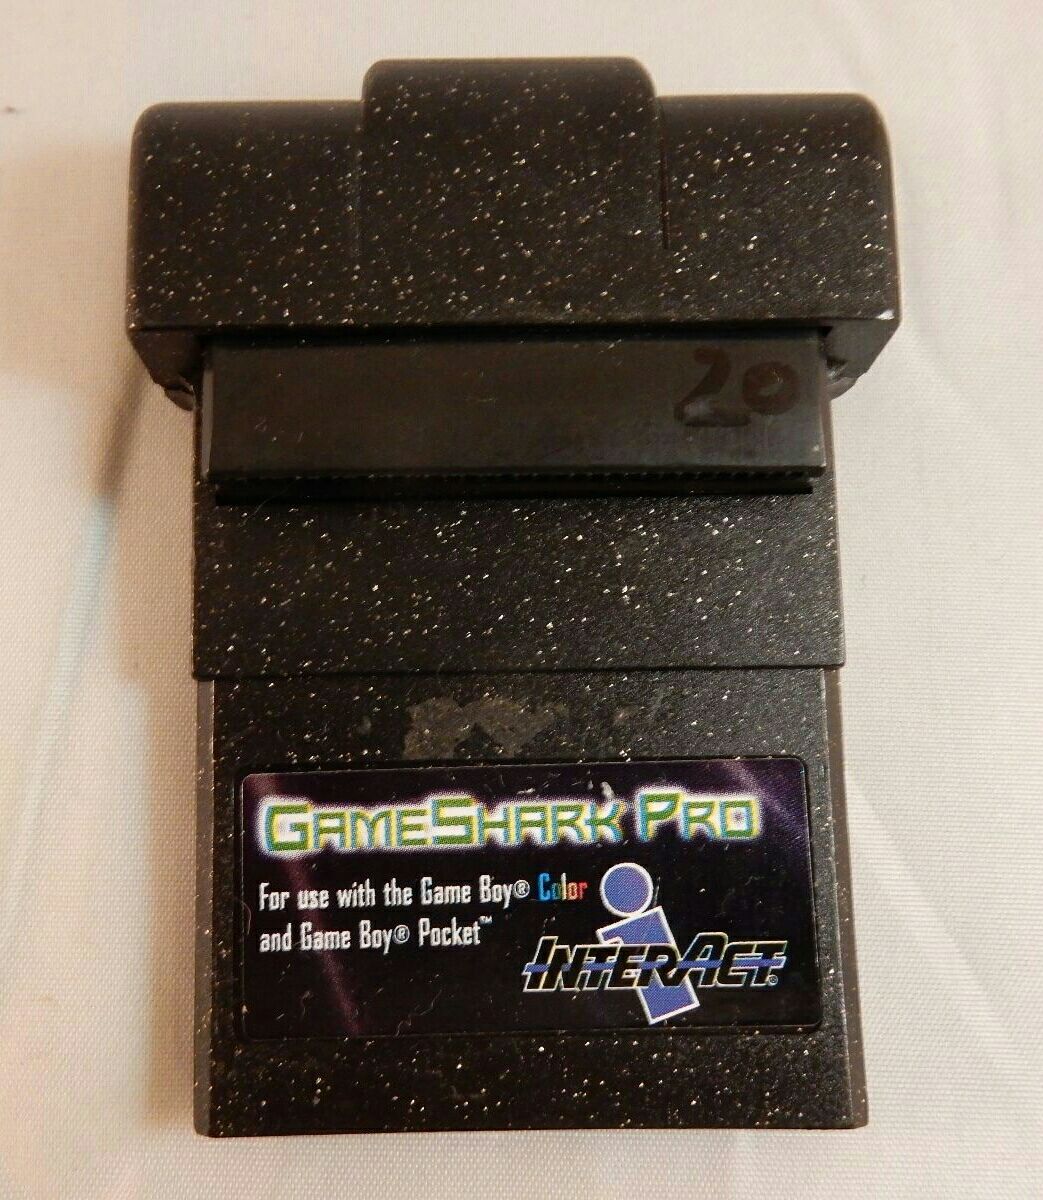 20
GameShark Pro
For use with the Game Boy® Color
and Game Boy® Pocket™
InterAct©